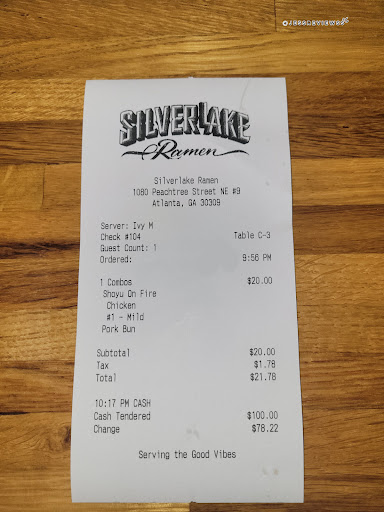 @JESSREVIEWS
SILVERLAKE
Ramen
Silverlake Ramen
1080 Peachtree Street NE #9
Atlanta, GA 30309
Server: Ivy M
Check #104 Table C-3
Guest Count: 1
Ordered: 9:56 PM
1 Combos $20.00
Shoyu On Fire
Chicken
#1 - Mild
Pork Bun
Subtotal $20.00
Tax $1.78
Total $21.78
10:17 PM CASH
Cash Tendered $100.00
Change $78.22
Serving the Good Vibes